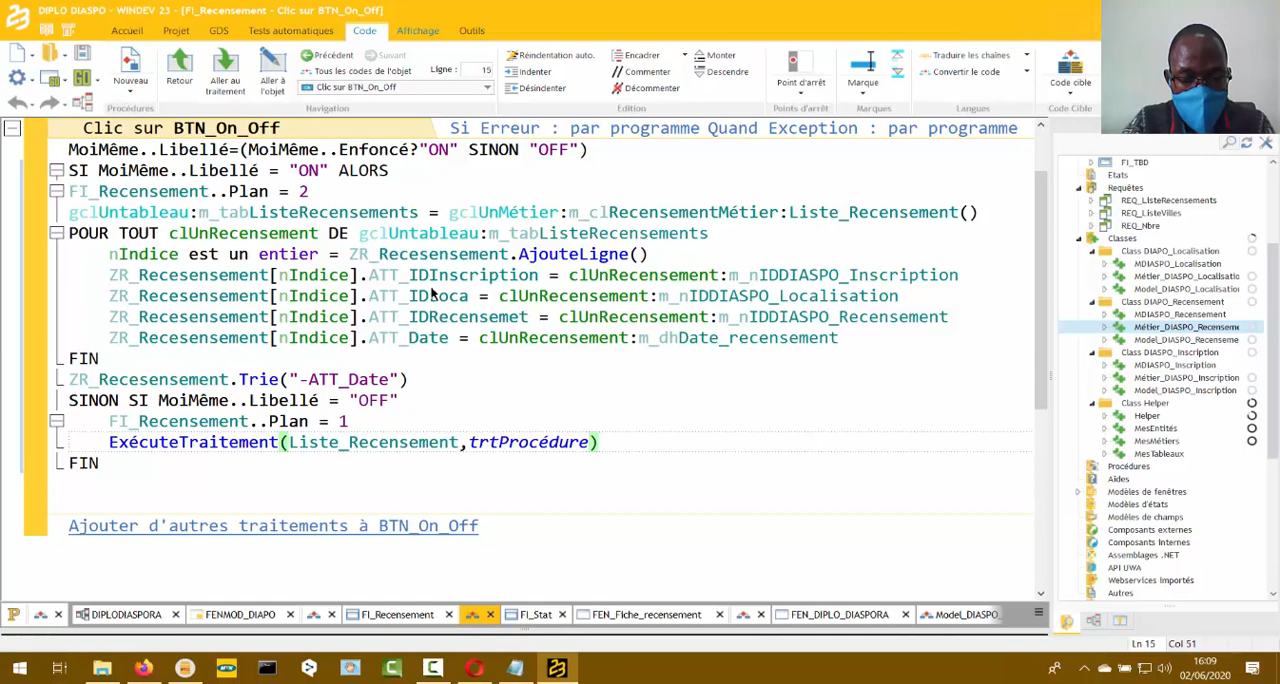 DIPLO DIASPO - WINDEV 23 - [FI_Recensement - Clic sur BTN_On_Off]
23
Accueil Projet GDS Tests automatiques Code Affichage Outils
Nouveau
Procédures
Retour
Aller au traitement
Aller à l'objet
Précédent Suivant
Tous les codes de l'objet Ligne : 15
Clic sur BTN_On_Off
Navigation
Réindentation auto.
Indenter
Désindenter
Encadrer
Commenter
Décommenter
Monter
Descendre
Edition
Point d'arrêt
Points d'arrêt
Marque
Marques
Traduire les chaînes
Convertir le code
Langues
Code cible
Code Cible
Clic sur BTN_On_Off Si Erreur : par programme Quand Exception : par programme
MoiMême..Libellé=(MoiMême..Enfoncé?"ON" SINON "OFF")
SI MoiMême..Libellé = "ON" ALORS
FI_Recensement..Plan = 2
gclUntableau:m_tabListeRecensements = gclUnMétier:m_clRecensementMétier:Liste_Recensement()
POUR TOUT clUnRecensement DE gclUntableau:m_tabListeRecensements
nIndice est un entier = ZR_Recesensement.AjouteLigne()
ZR_Recesensement[nIndice].ATT_IDInscription = clUnRecensement:m_nIDDIASPO_Inscription
ZR_Recesensement[nIndice].ATT_IDLoca = clUnRecensement:m_nIDDIASPO_Localisation
ZR_Recesensement[nIndice].ATT_IDRecensemet = clUnRecensement:m_nIDDIASPO_Recensement
ZR_Recesensement[nIndice].ATT_Date = clUnRecensement:m_dhDate_recensement
FIN
ZR_Recesensement.Trie("-ATT_Date")
SINON SI MoiMême..Libellé = "OFF"
FI_Recensement..Plan = 1
ExécuteTraitement(Liste_Recensement,trtProcédure)
FIN
Ajouter d'autres traitements à BTN_On_Off
FI_TBD
Etats
Requêtes
REQ_ListeRecensements
REQ_ListeVilles
REQ_Nbre
Classes
Class DIAPO_Localisation
MDIASPO_Localisation
Métier_DIASPO_Localisatio
Model_DIASPO_Localisatio
Class DIAPO_Recensement
MDIASPO_Recensement
Métier_DIASPO_Recenseme
Model_DIASPO_Recenseme
Class DIASPO_Inscription
MDIASPO_Inscription
Métier_DIASPO_Inscription
Model_DIASPO_Inscription
Class Helper
Helper
MesEntités
MesMétiers
MesTableaux
Procédures
Aides
Modèles de fenêtres
Modèles d'états
Modèles de champs
Composants externes
Composants internes
Assemblages .NET
API UWA
Webservices importés
Autres
DIPLODIASPORA FENMOD_DIAPO FI_Recensement FI_Stat FEN_Fiche_recensement FEN_DIPLO_DIASPORA Model_DIASPO
Ln 15 Col 51
16:09
02/06/2020